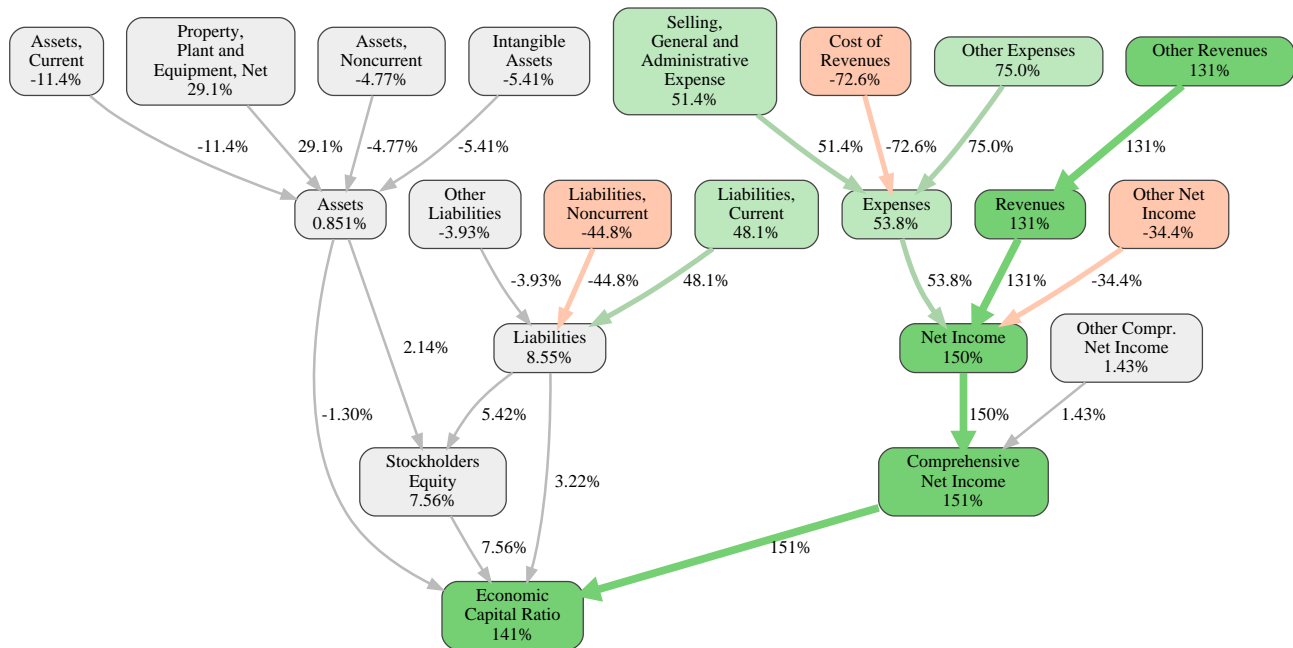 Assets,
Current
-11.4%
Property,
Plant and
Equipment, Net
29.1%
Assets,
Noncurrent
-4.77%
Intangible
Assets
-5.41%
Selling,
General and
Administrative
Expense
51.4%
Cost of
Revenues
-72.6%
Other Expenses
75.0%
Other Revenues
131%
-11.4%
29.1%
-4.77%
-5.41%
51.4%
-72.6%
75.0%
131%
Assets
0.851%
Other
Liabilities
-3.93%
Liabilities,
Noncurrent
-44.8%
Liabilities,
Current
48.1%
Expenses
53.8%
Revenues
131%
Other Net
Income
-34.4%
-3.93%
-44.8%
48.1%
53.8%
131%
-34.4%
2.14%
Liabilities
8.55%
Net Income
150%
Other Compr.
Net Income
1.43%
-1.30%
5.42%
150%
1.43%
Stockholders
Equity
7.56%
3.22%
Comprehensive
Net Income
151%
7.56%
151%
Economic
Capital Ratio
141%